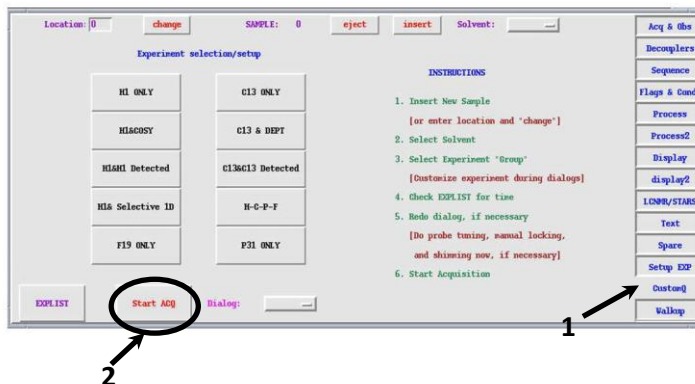 Location: 0 change SAMPLE: 0 eject insert Solvent:
Experiment selection/setup
H1 ONLY C13 ONLY
H1&COSY C13 & DEPT
H1&H1 Detected C13&C13 Detected
H1& Selective 1D H-C-P-F
F19 ONLY P31 ONLY
EXPLIST Start ACQ Dialog:
INSTRUCTIONS
1. Insert New Sample
[or enter location and "change"]
2. Select Solvent
3. Select Experiment "Group"
[Customize experiment during dialogs]
4. Check EXPLIST for time
5. Redo dialog, if necessary
[Do probe tuning, manual locking,
and shimming now, if necessary]
6. Start Acquisition
Acq & Obs
Decouplers
Sequence
Flags & Cond
Process
Process2
Display
display2
LCNMR/STARS
Text
Spare
Setup EXP
CustomQ
Walkup
1
2